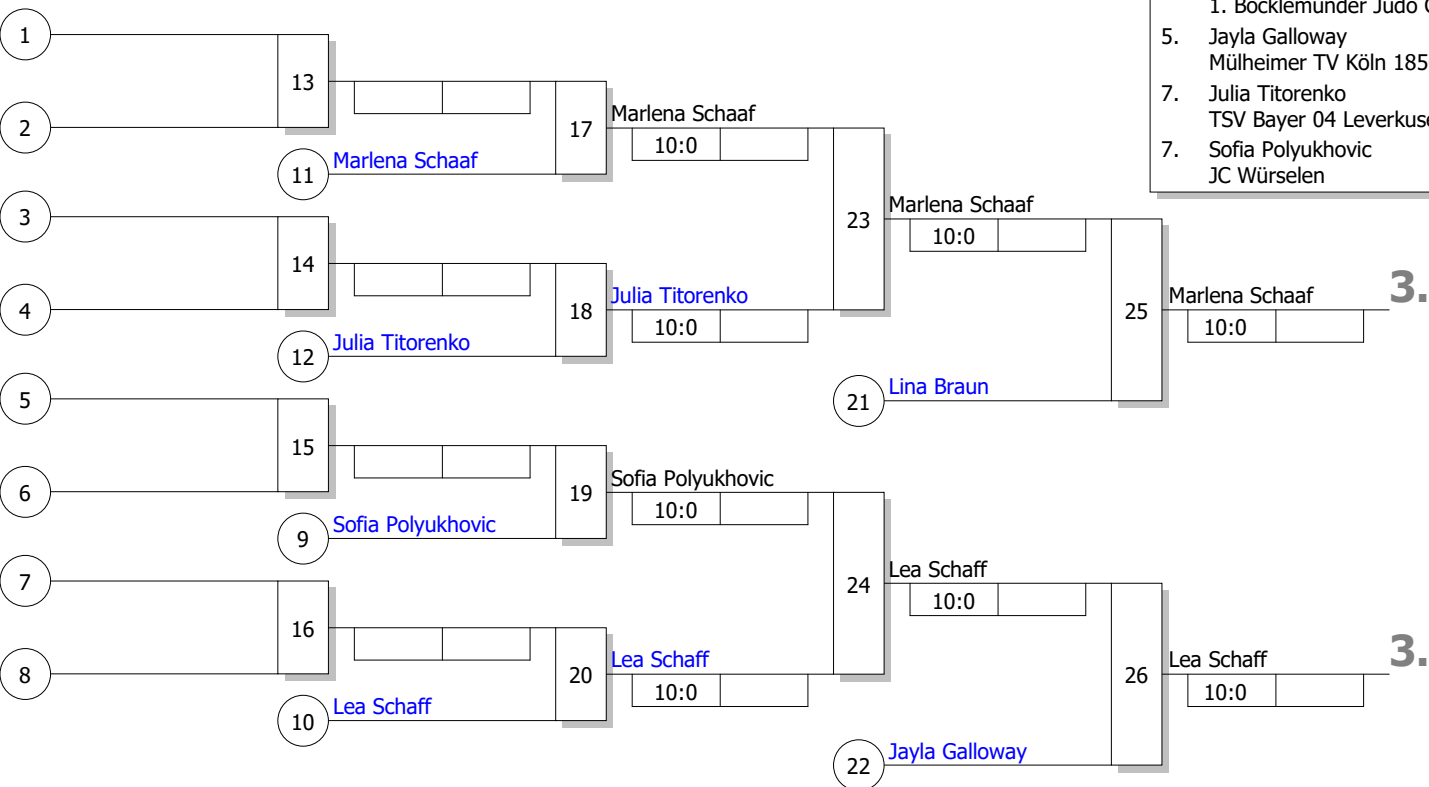 1. Bocklemünder Judo
5. Jayla Galloway
Mülheimer TV Köln 185
7. Julia Titorenko
TSV Bayer 04 Leverkus
7. Sofia Polyukhovic
JC Würselen
1
13
2
17
Marlena Schaaf
10:0
11
Marlena Schaaf
3
14
4
18
Julia Titorenko
10:0
12
Julia Titorenko
23
Marlena Schaaf
10:0
25
Marlena Schaaf
10:0
3.
21
Lina Braun
5
15
6
19
Sofia Polyukhovic
10:0
9
Sofia Polyukhovic
7
16
8
20
Lea Schaff
10:0
10
Lea Schaff
24
Lea Schaff
10:0
26
Lea Schaff
10:0
3.
22
Jayla Galloway